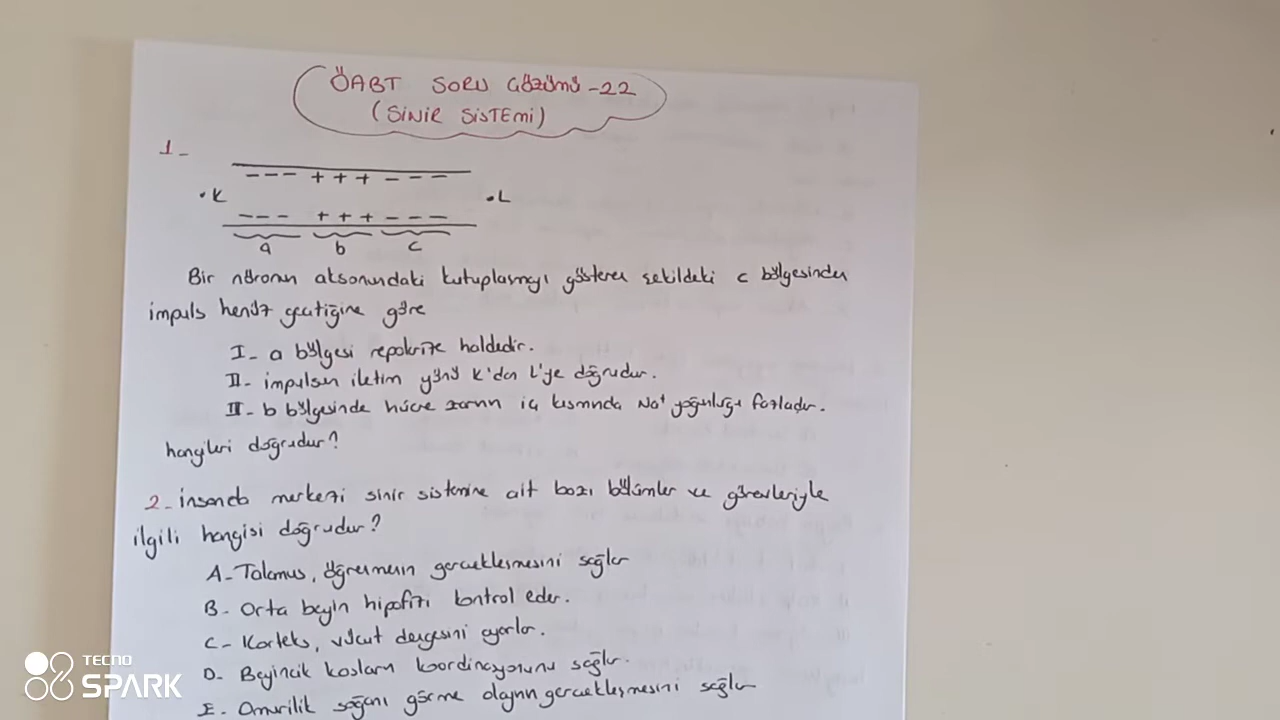 ÖABT SORU ÇÖZÜMÜ -22
(SİNİR SİSTEMİ)
1-
--- +++ ---
.K .L
--- +++ ---
a b c
Bir nöronun aksonundaki kutuplaşmayı gösteren şekildeki c bölgesinden
impuls henüz geçtiğine göre
I- a bölgesi repolarize haldedir.
II- impulsun iletim yönü K'dan L'ye doğrudur.
III- b bölgesinde hücre zarının iç kısmında Na+ yoğunluğu fazladır.
hangileri doğrudur?
2- İnsanda merkezi sinir sistemine ait bazı bölümler ve görevleriyle
ilgili hangisi doğrudur?
A- Talamus, öğrenmenin gerçekleşmesini sağlar
B- Orta beyin hipofizi kontrol eder.
C- Korteks, vücut dengesini ayarlar.
D- Beyincik kasların koordinasyonunu sağlar.
E- Omurilik soğanı görme olayının gerçekleşmesini sağlar
TECNO
SPARK